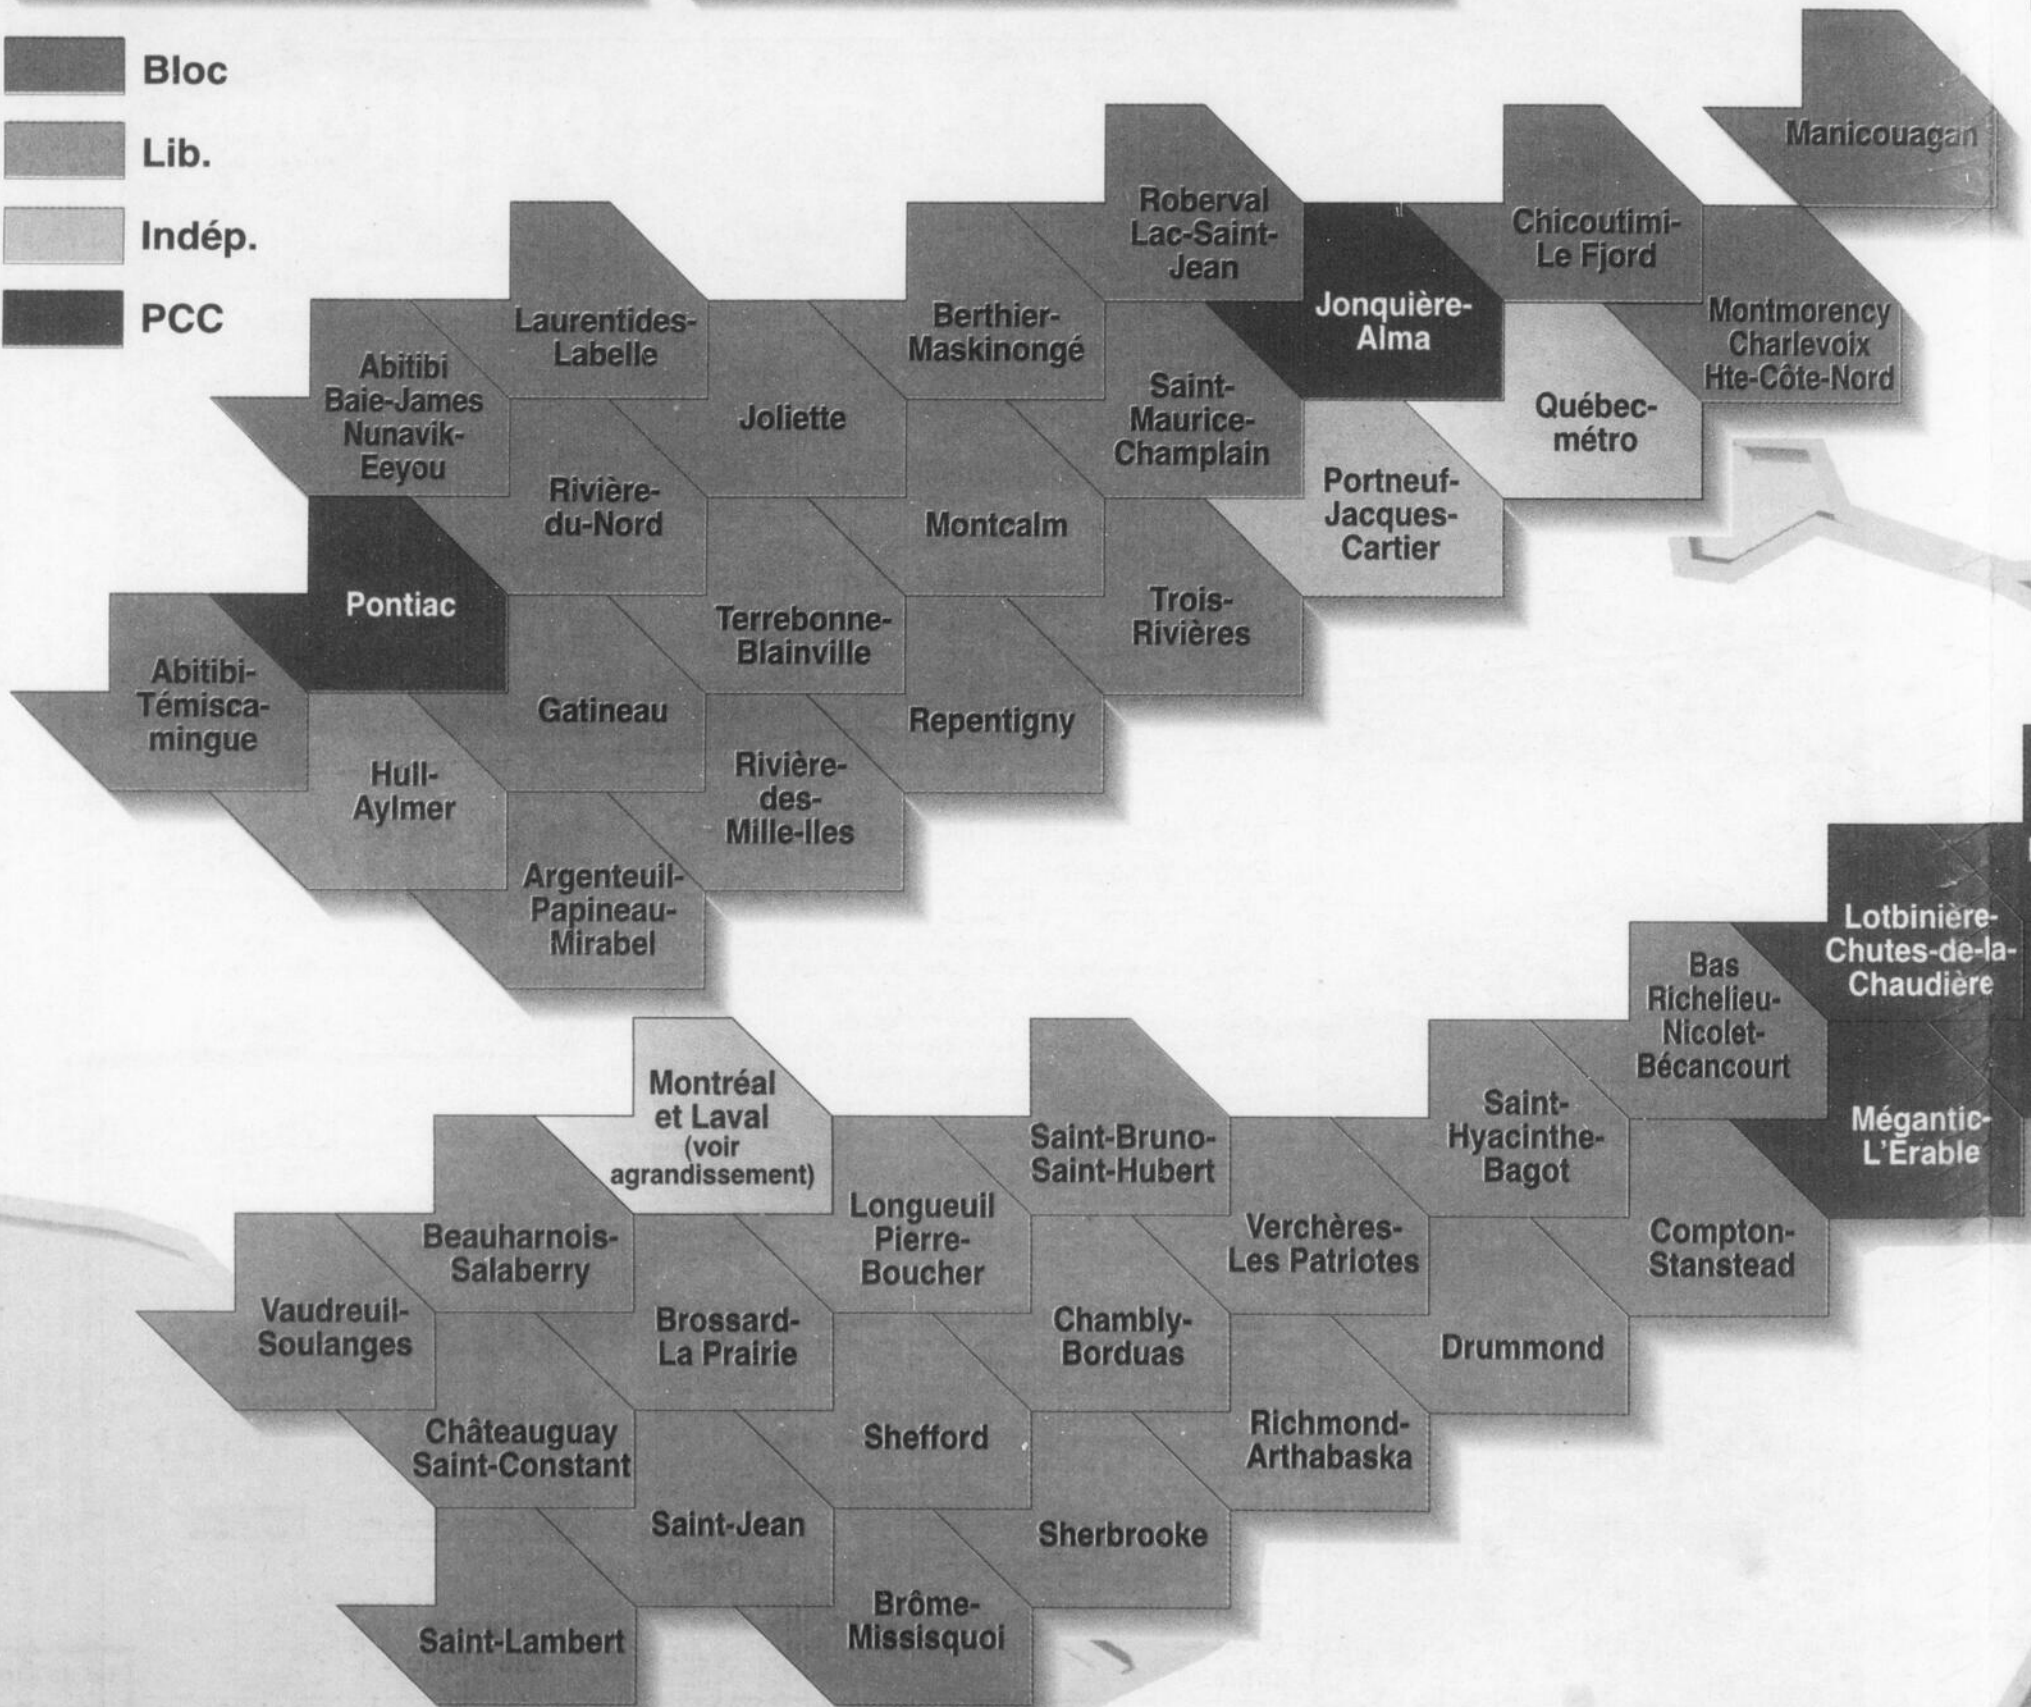 Bloc
Lib.
Indép.
PCC
Manicouagan
Roberval
Lac-Saint-
Jean
Chicoutimi-
Le Fjord
Jonquière-
Alma
Montmorency
Charlevoix
Hte-Côte-Nord
Laurentides-
Labelle
Berthier-
Maskinongé
Abitibi
Baie-James
Nunavik-
Eeyou
Joliette
Saint-
Maurice-
Champlain
Québec-
métro
Rivière-
du-Nord
Montcalm
Portneuf-
Jacques-
Cartier
Pontiac
Terrebonne-
Blainville
Trois-
Rivières
Abitibi-
Témisca-
mingue
Gatineau
Repentigny
Hull-
Aylmer
Rivière-
des-
Mille-Iles
Argenteuil-
Papineau-
Mirabel
Lotbinière-
Chutes-de-la-
Chaudière
Bas
Richelieu-
Nicolet-
Bécancourt
Montréal
et Laval
(voir
agrandissement)
Saint-Bruno-
Saint-Hubert
Saint-
Hyacinthe-
Bagot
Mégantic-
L'Érable
Longueuil
Pierre-
Boucher
Beauharnois-
Salaberry
Verchères-
Les Patriotes
Compton-
Stanstead
Vaudreuil-
Soulanges
Brossard-
La Prairie
Chambly-
Borduas
Drummond
Châteauguay
Saint-Constant
Shefford
Richmond-
Arthabaska
Saint-Jean
Sherbrooke
Saint-Lambert
Brôme-
Missisquoi